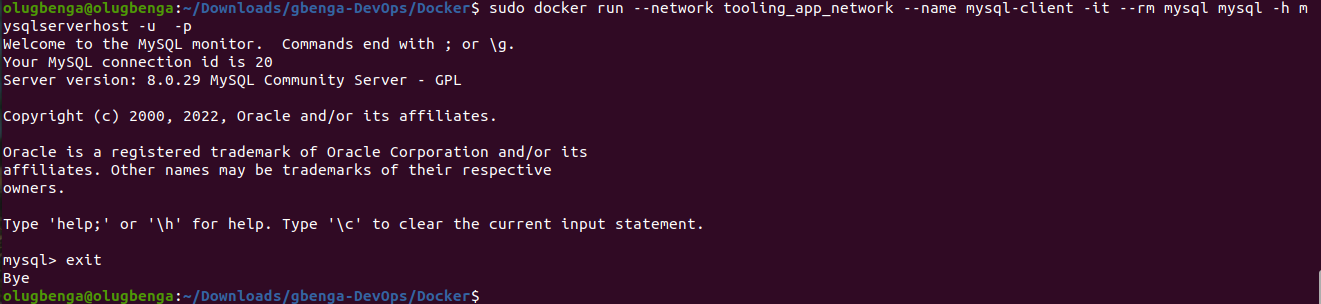 olugbenga@olugbenga:~/Downloads/gbenga-DevOps/Docker$ sudo docker run --network tooling_app_network --name mysql-client -it --rm mysql mysql -h m
ysqlserverhost -u  -p
Welcome to the MySQL monitor.  Commands end with ; or \g.
Your MySQL connection id is 20
Server version: 8.0.29 MySQL Community Server - GPL

Copyright (c) 2000, 2022, Oracle and/or its affiliates.

Oracle is a registered trademark of Oracle Corporation and/or its
affiliates. Other names may be trademarks of their respective
owners.

Type 'help;' or '\h' for help. Type '\c' to clear the current input statement.

mysql> exit
Bye
olugbenga@olugbenga:~/Downloads/gbenga-DevOps/Docker$